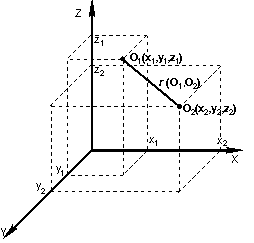 Z
z₁
O₁(x₁,y₁,z₁)
z₂
r (O₁,O₂)
O₂(x₂,y₂,z₂)
x₁
x₂
X
y₁
y₂
Y